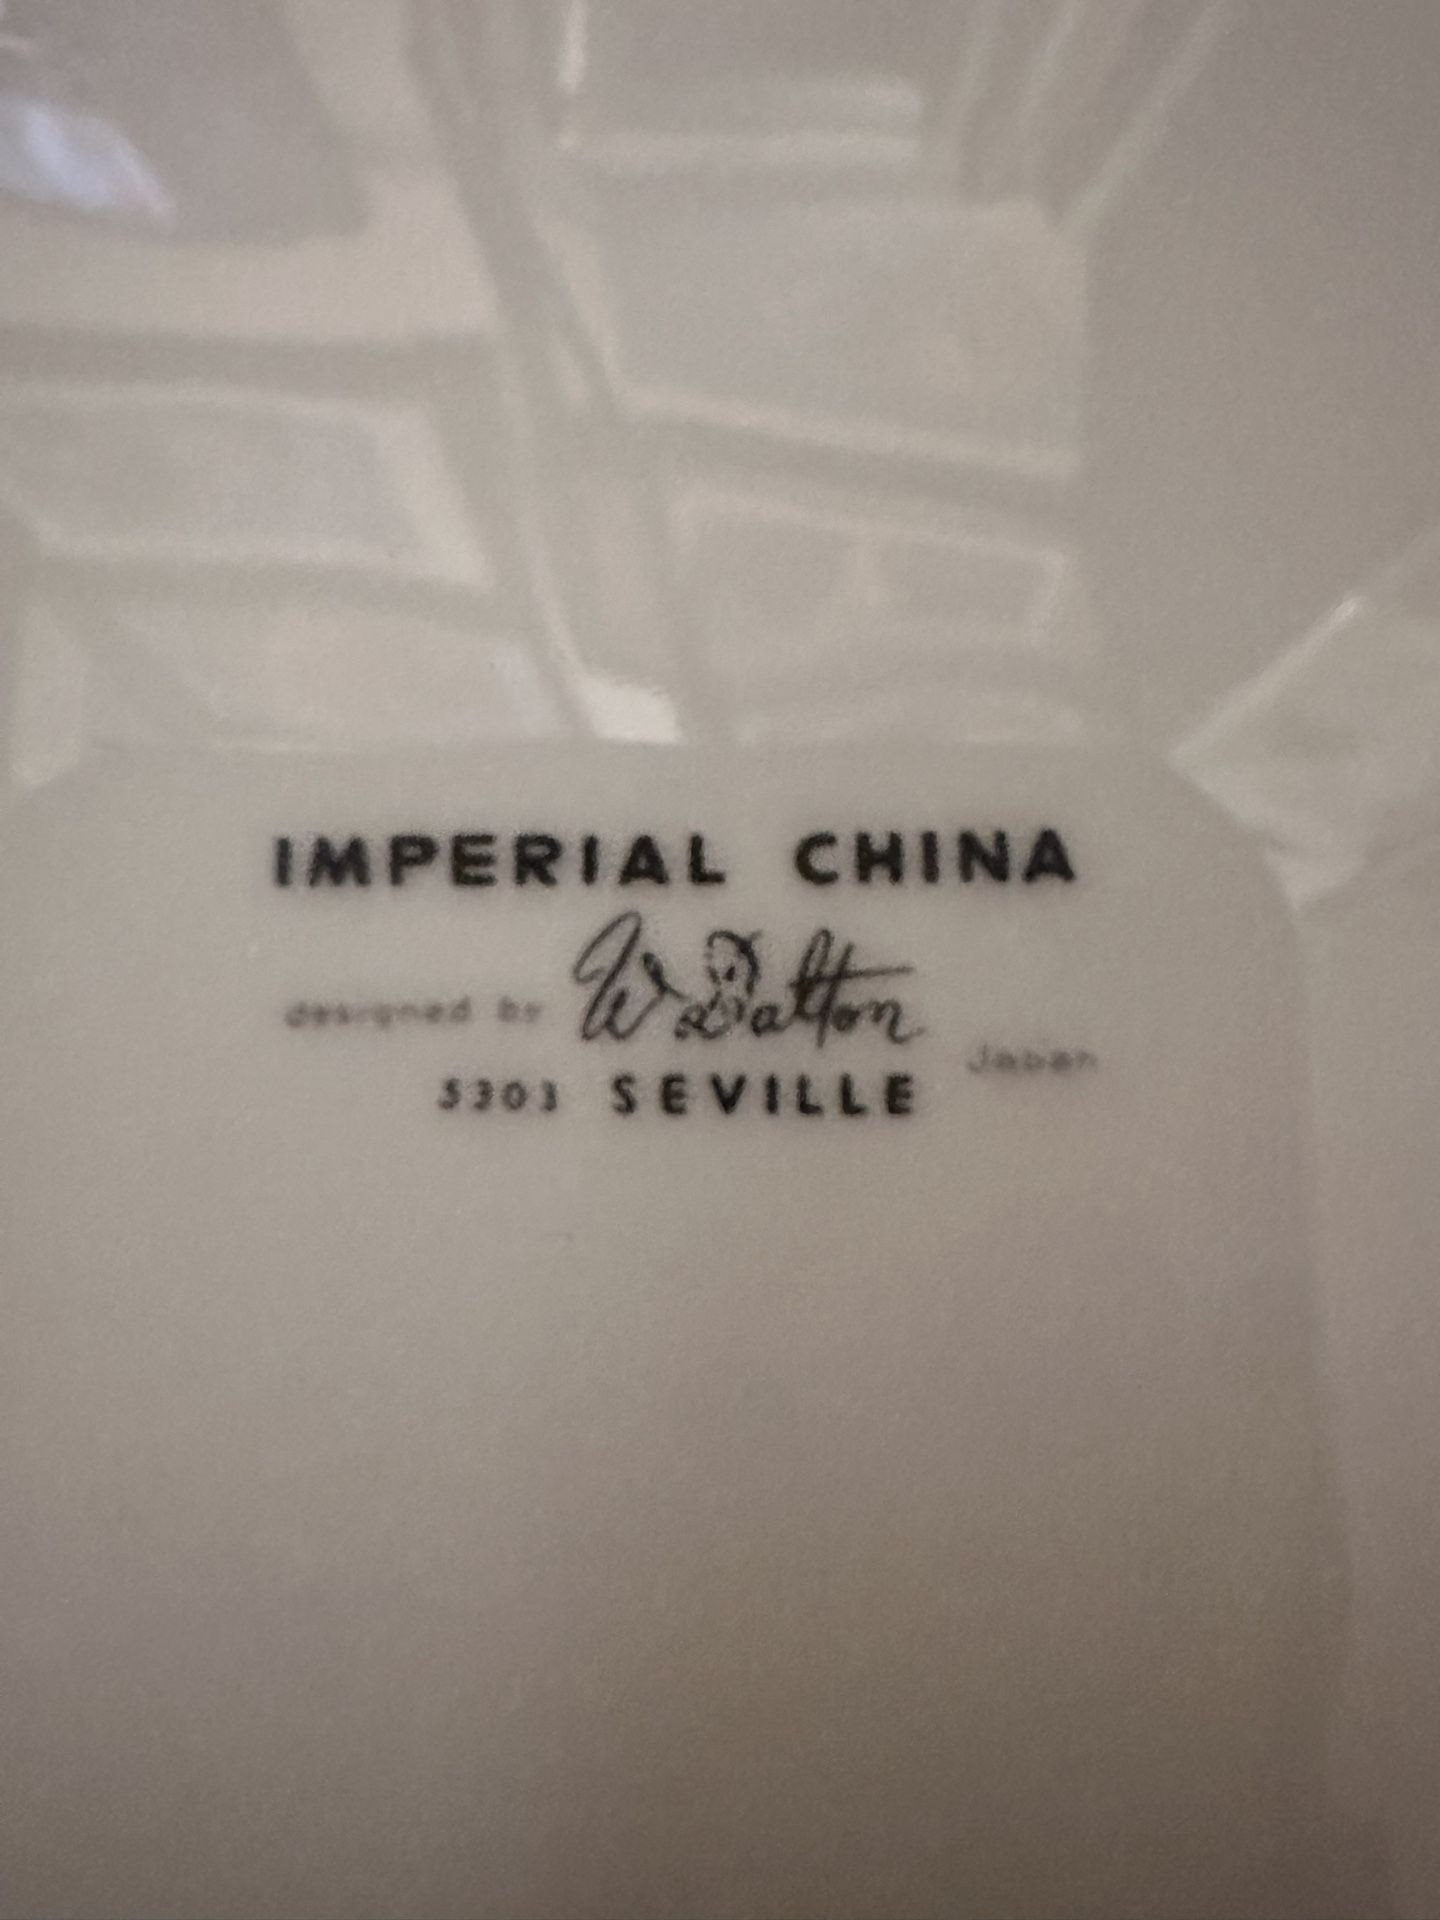 IMPERIAL CHINA
designed by W. Dalton
Japan
5303 SEVILLE